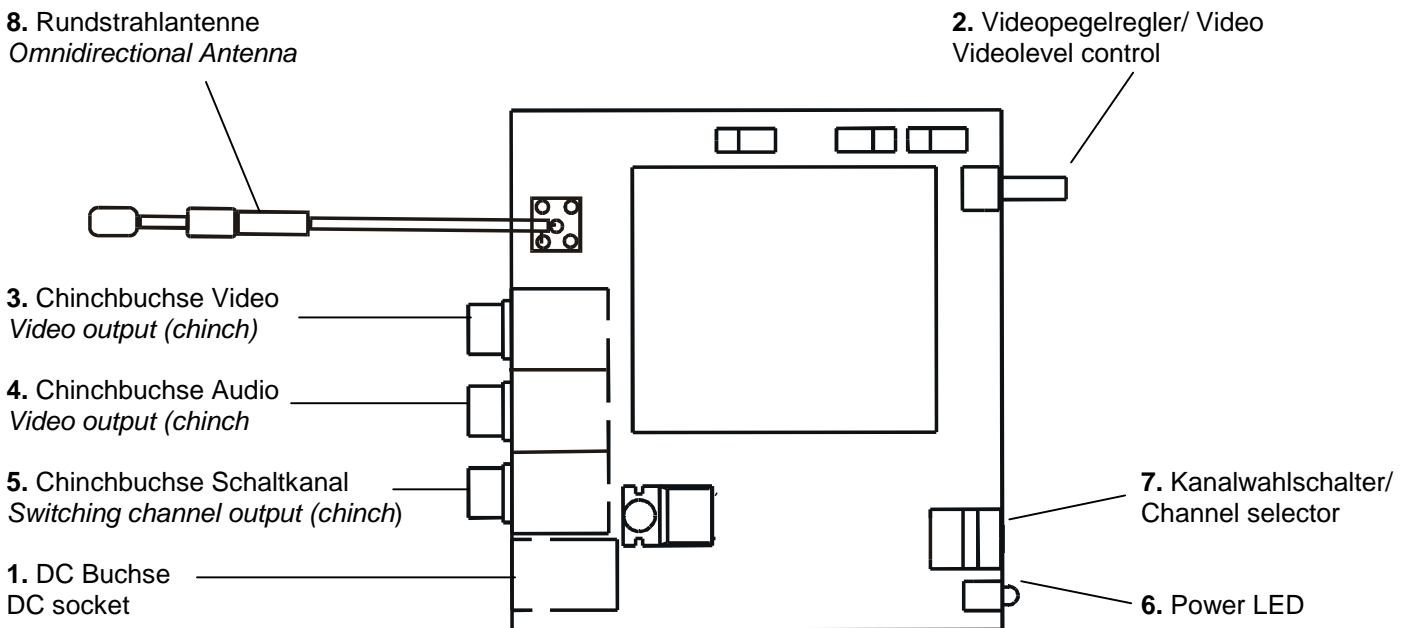 8. Rundstrahlantenne
Omnidirectional Antenna
2. Videopegelregler/ Video
Videolevel control
3. Chinchbuchse Video
Video output (chinch)
4. Chinchbuchse Audio
Video output (chinch
5. Chinchbuchse Schaltkanal
Switching channel output (chinch)
7. Kanalwahlschalter/
Channel selector
1. DC Buchse
DC socket
6. Power LED